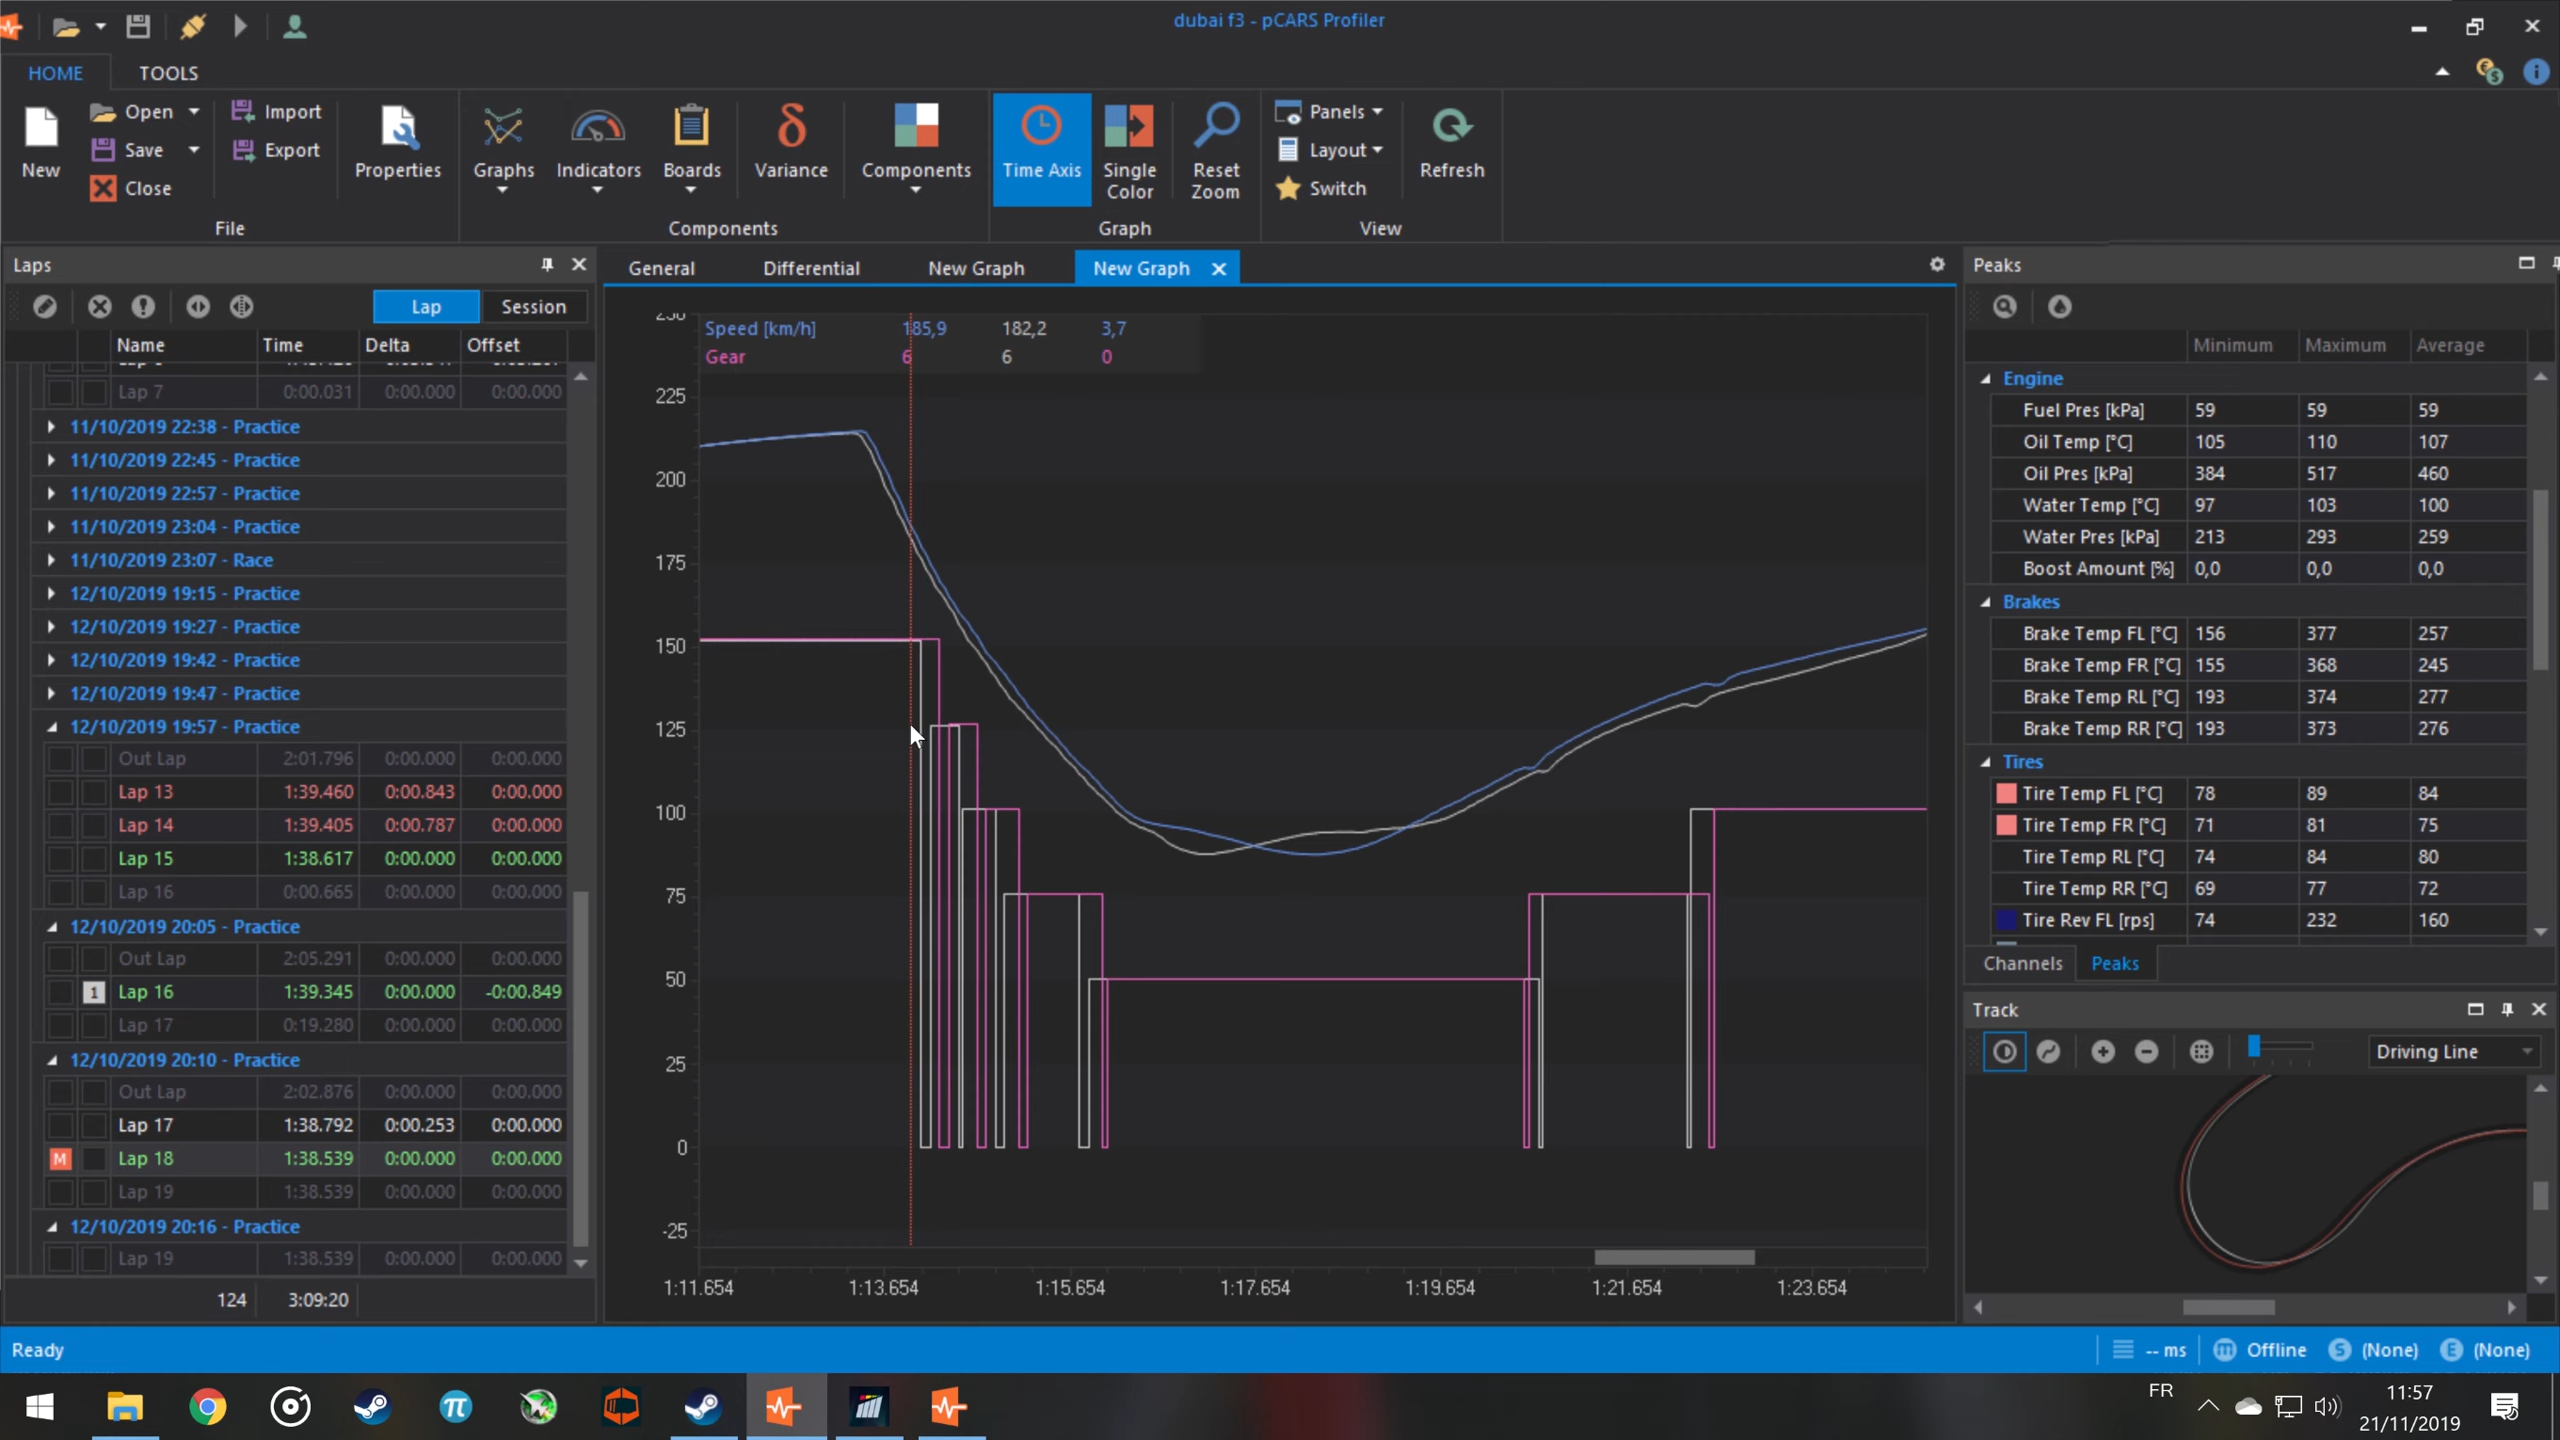 dubai f3 - pCARS Profiler
HOME TOOLS
New
Open
Save
Close
Import
Export
Properties
File
Graphs
Indicators
Boards
Variance
Components
Components
Time Axis
Single Color
Reset Zoom
Graph
Panels
Layout
Switch
Refresh
View
Laps
Lap Session
Name Time Delta Offset
Lap 7 0:00.031 0:00.000 0:00.000
11/10/2019 22:38 - Practice
11/10/2019 22:45 - Practice
11/10/2019 22:57 - Practice
11/10/2019 23:04 - Practice
11/10/2019 23:07 - Race
12/10/2019 19:15 - Practice
12/10/2019 19:27 - Practice
12/10/2019 19:42 - Practice
12/10/2019 19:47 - Practice
12/10/2019 19:57 - Practice
Out Lap 2:01.796 0:00.000 0:00.000
Lap 13 1:39.460 0:00.843 0:00.000
Lap 14 1:39.405 0:00.787 0:00.000
Lap 15 1:38.617 0:00.000 0:00.000
Lap 16 0:00.665 0:00.000 0:00.000
12/10/2019 20:05 - Practice
Out Lap 2:05.291 0:00.000 0:00.000
1 Lap 16 1:39.345 0:00.000 -0:00.849
Lap 17 0:19.280 0:00.000 0:00.000
12/10/2019 20:10 - Practice
Out Lap 2:02.876 0:00.000 0:00.000
Lap 17 1:38.792 0:00.253 0:00.000
M Lap 18 1:38.539 0:00.000 0:00.000
Lap 19 1:38.539 0:00.000 0:00.000
12/10/2019 20:16 - Practice
Lap 19 1:38.539 0:00.000 0:00.000
124 3:09:20
General Differential New Graph New Graph
Speed [km/h] 185,9 182,2 3,7
Gear 6 6 0
225
200
175
150
125
100
75
50
25
0
-25
1:11.654 1:13.654 1:15.654 1:17.654 1:19.654 1:21.654 1:23.654
Peaks
Minimum Maximum Average
Engine
Fuel Pres [kPa] 59 59 59
Oil Temp [°C] 105 110 107
Oil Pres [kPa] 384 517 460
Water Temp [°C] 97 103 100
Water Pres [kPa] 213 293 259
Boost Amount [%] 0,0 0,0 0,0
Brakes
Brake Temp FL [°C] 156 377 257
Brake Temp FR [°C] 155 368 245
Brake Temp RL [°C] 193 374 277
Brake Temp RR [°C] 193 373 276
Tires
Tire Temp FL [°C] 78 89 84
Tire Temp FR [°C] 71 81 75
Tire Temp RL [°C] 74 84 80
Tire Temp RR [°C] 69 77 72
Tire Rev FL [rps] 74 232 160
Channels Peaks
Track
Driving Line
Ready
-- ms Offline (None) (None)
FR
11:57
21/11/2019